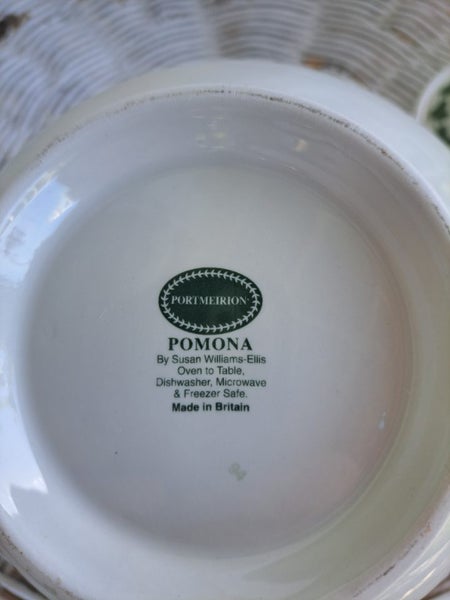 PORTMEIRION
POMONA
By Susan Williams-Ellis
Oven to Table,
Dishwasher, Microwave
& Freezer Safe.
Made in Britain